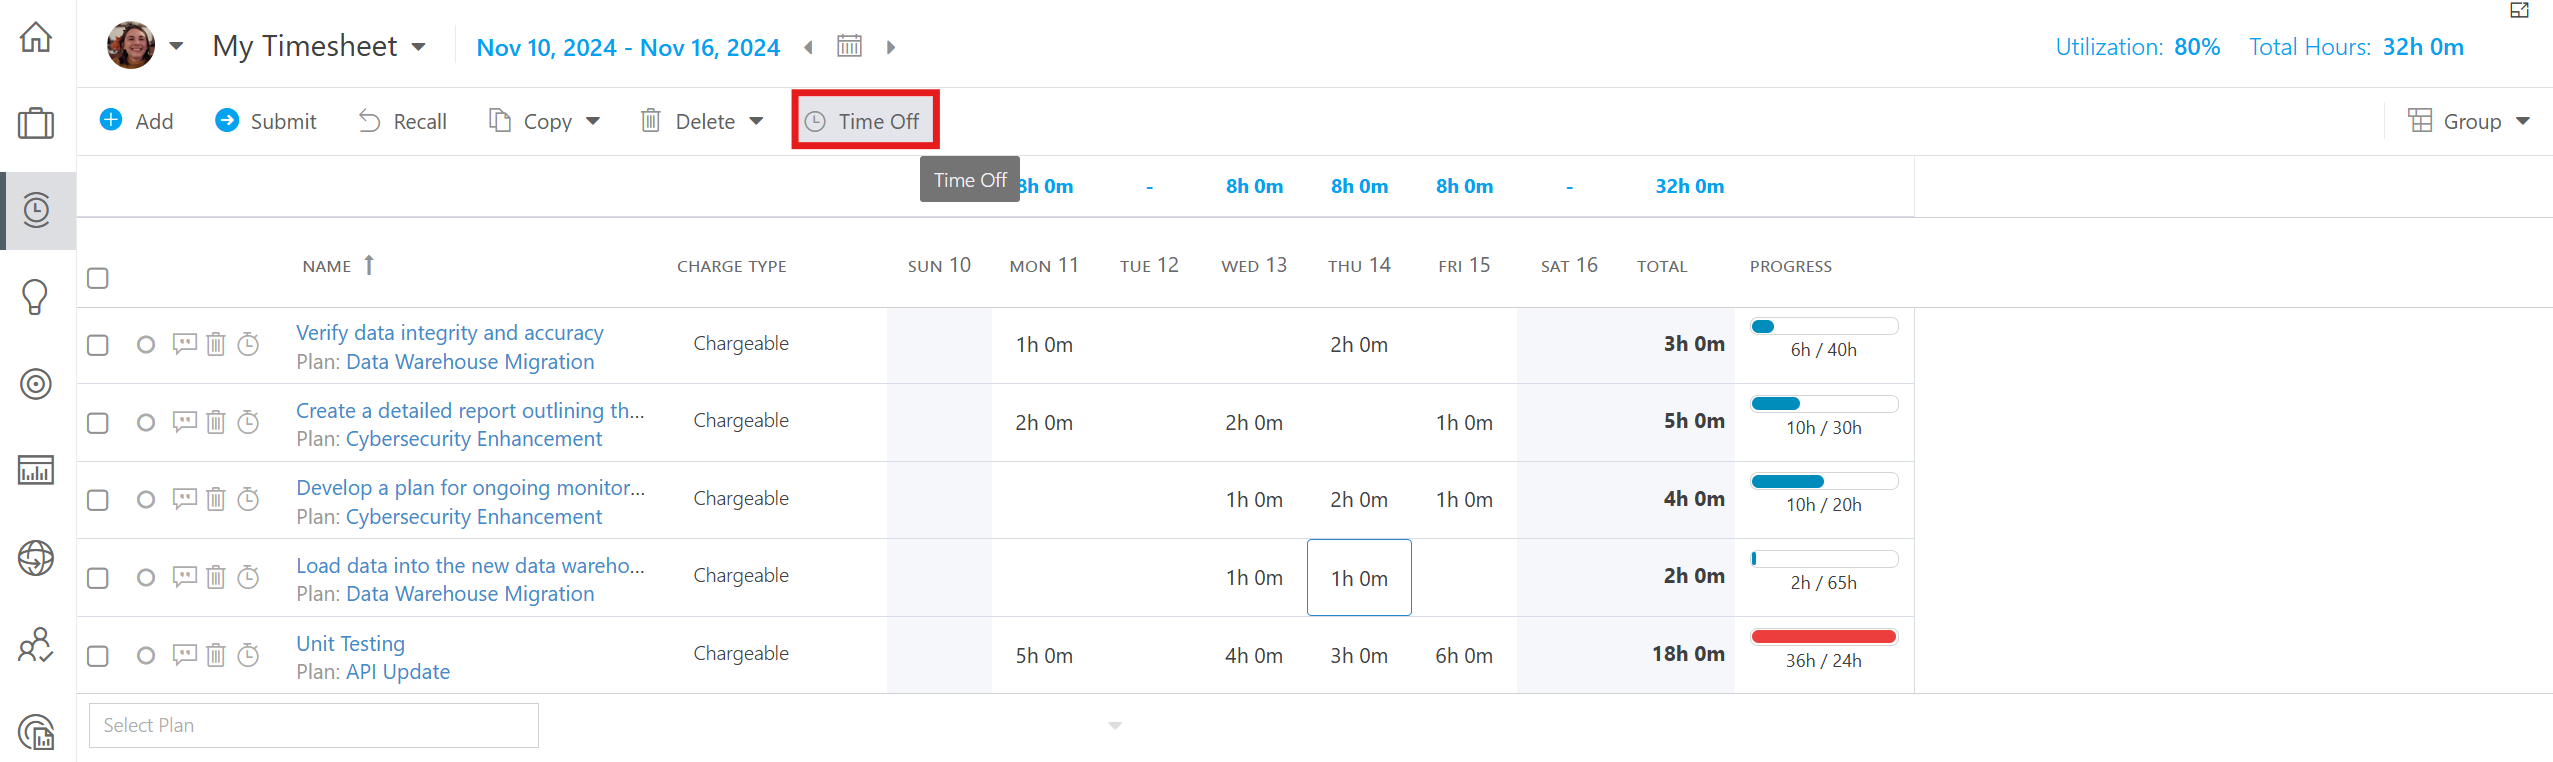 My Timesheet
Nov 10, 2024 - Nov 16, 2024
Utilization: 80% Total Hours: 32h 0m
Add Submit Recall Copy Delete Time Off Group
Time Off
8h 0m - 8h 0m 8h 0m 8h 0m - 32h 0m
NAME CHARGE TYPE SUN 10 MON 11 TUE 12 WED 13 THU 14 FRI 15 SAT 16 TOTAL PROGRESS
Verify data integrity and accuracy
Plan: Data Warehouse Migration
Chargeable 1h 0m 2h 0m 3h 0m
6h / 40h
Create a detailed report outlining th...
Plan: Cybersecurity Enhancement
Chargeable 2h 0m 2h 0m 1h 0m 5h 0m
10h / 30h
Develop a plan for ongoing monitor...
Plan: Cybersecurity Enhancement
Chargeable 1h 0m 2h 0m 1h 0m 4h 0m
10h / 20h
Load data into the new data wareho...
Plan: Data Warehouse Migration
Chargeable 1h 0m 1h 0m 2h 0m
2h / 65h
Unit Testing
Plan: API Update
Chargeable 5h 0m 4h 0m 3h 0m 6h 0m 18h 0m
36h / 24h
Select Plan